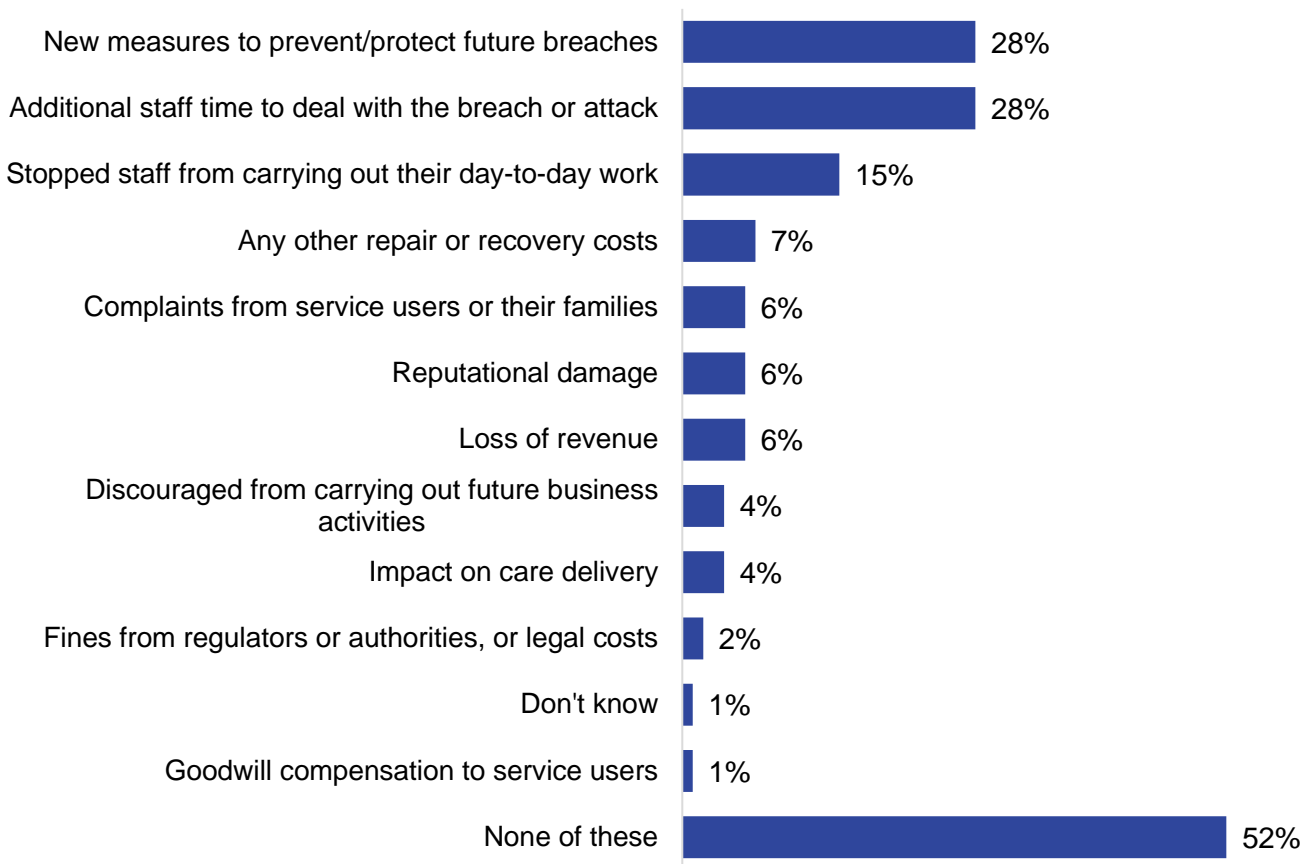 New measures to prevent/protect future breaches 28%
Additional staff time to deal with the breach or attack 28%
Stopped staff from carrying out their day-to-day work 15%
Any other repair or recovery costs 7%
Complaints from service users or their families 6%
Reputational damage 6%
Loss of revenue 6%
Discouraged from carrying out future business
activities 4%
Impact on care delivery 4%
Fines from regulators or authorities, or legal costs 2%
Don't know 1%
Goodwill compensation to service users 1%
None of these 52%